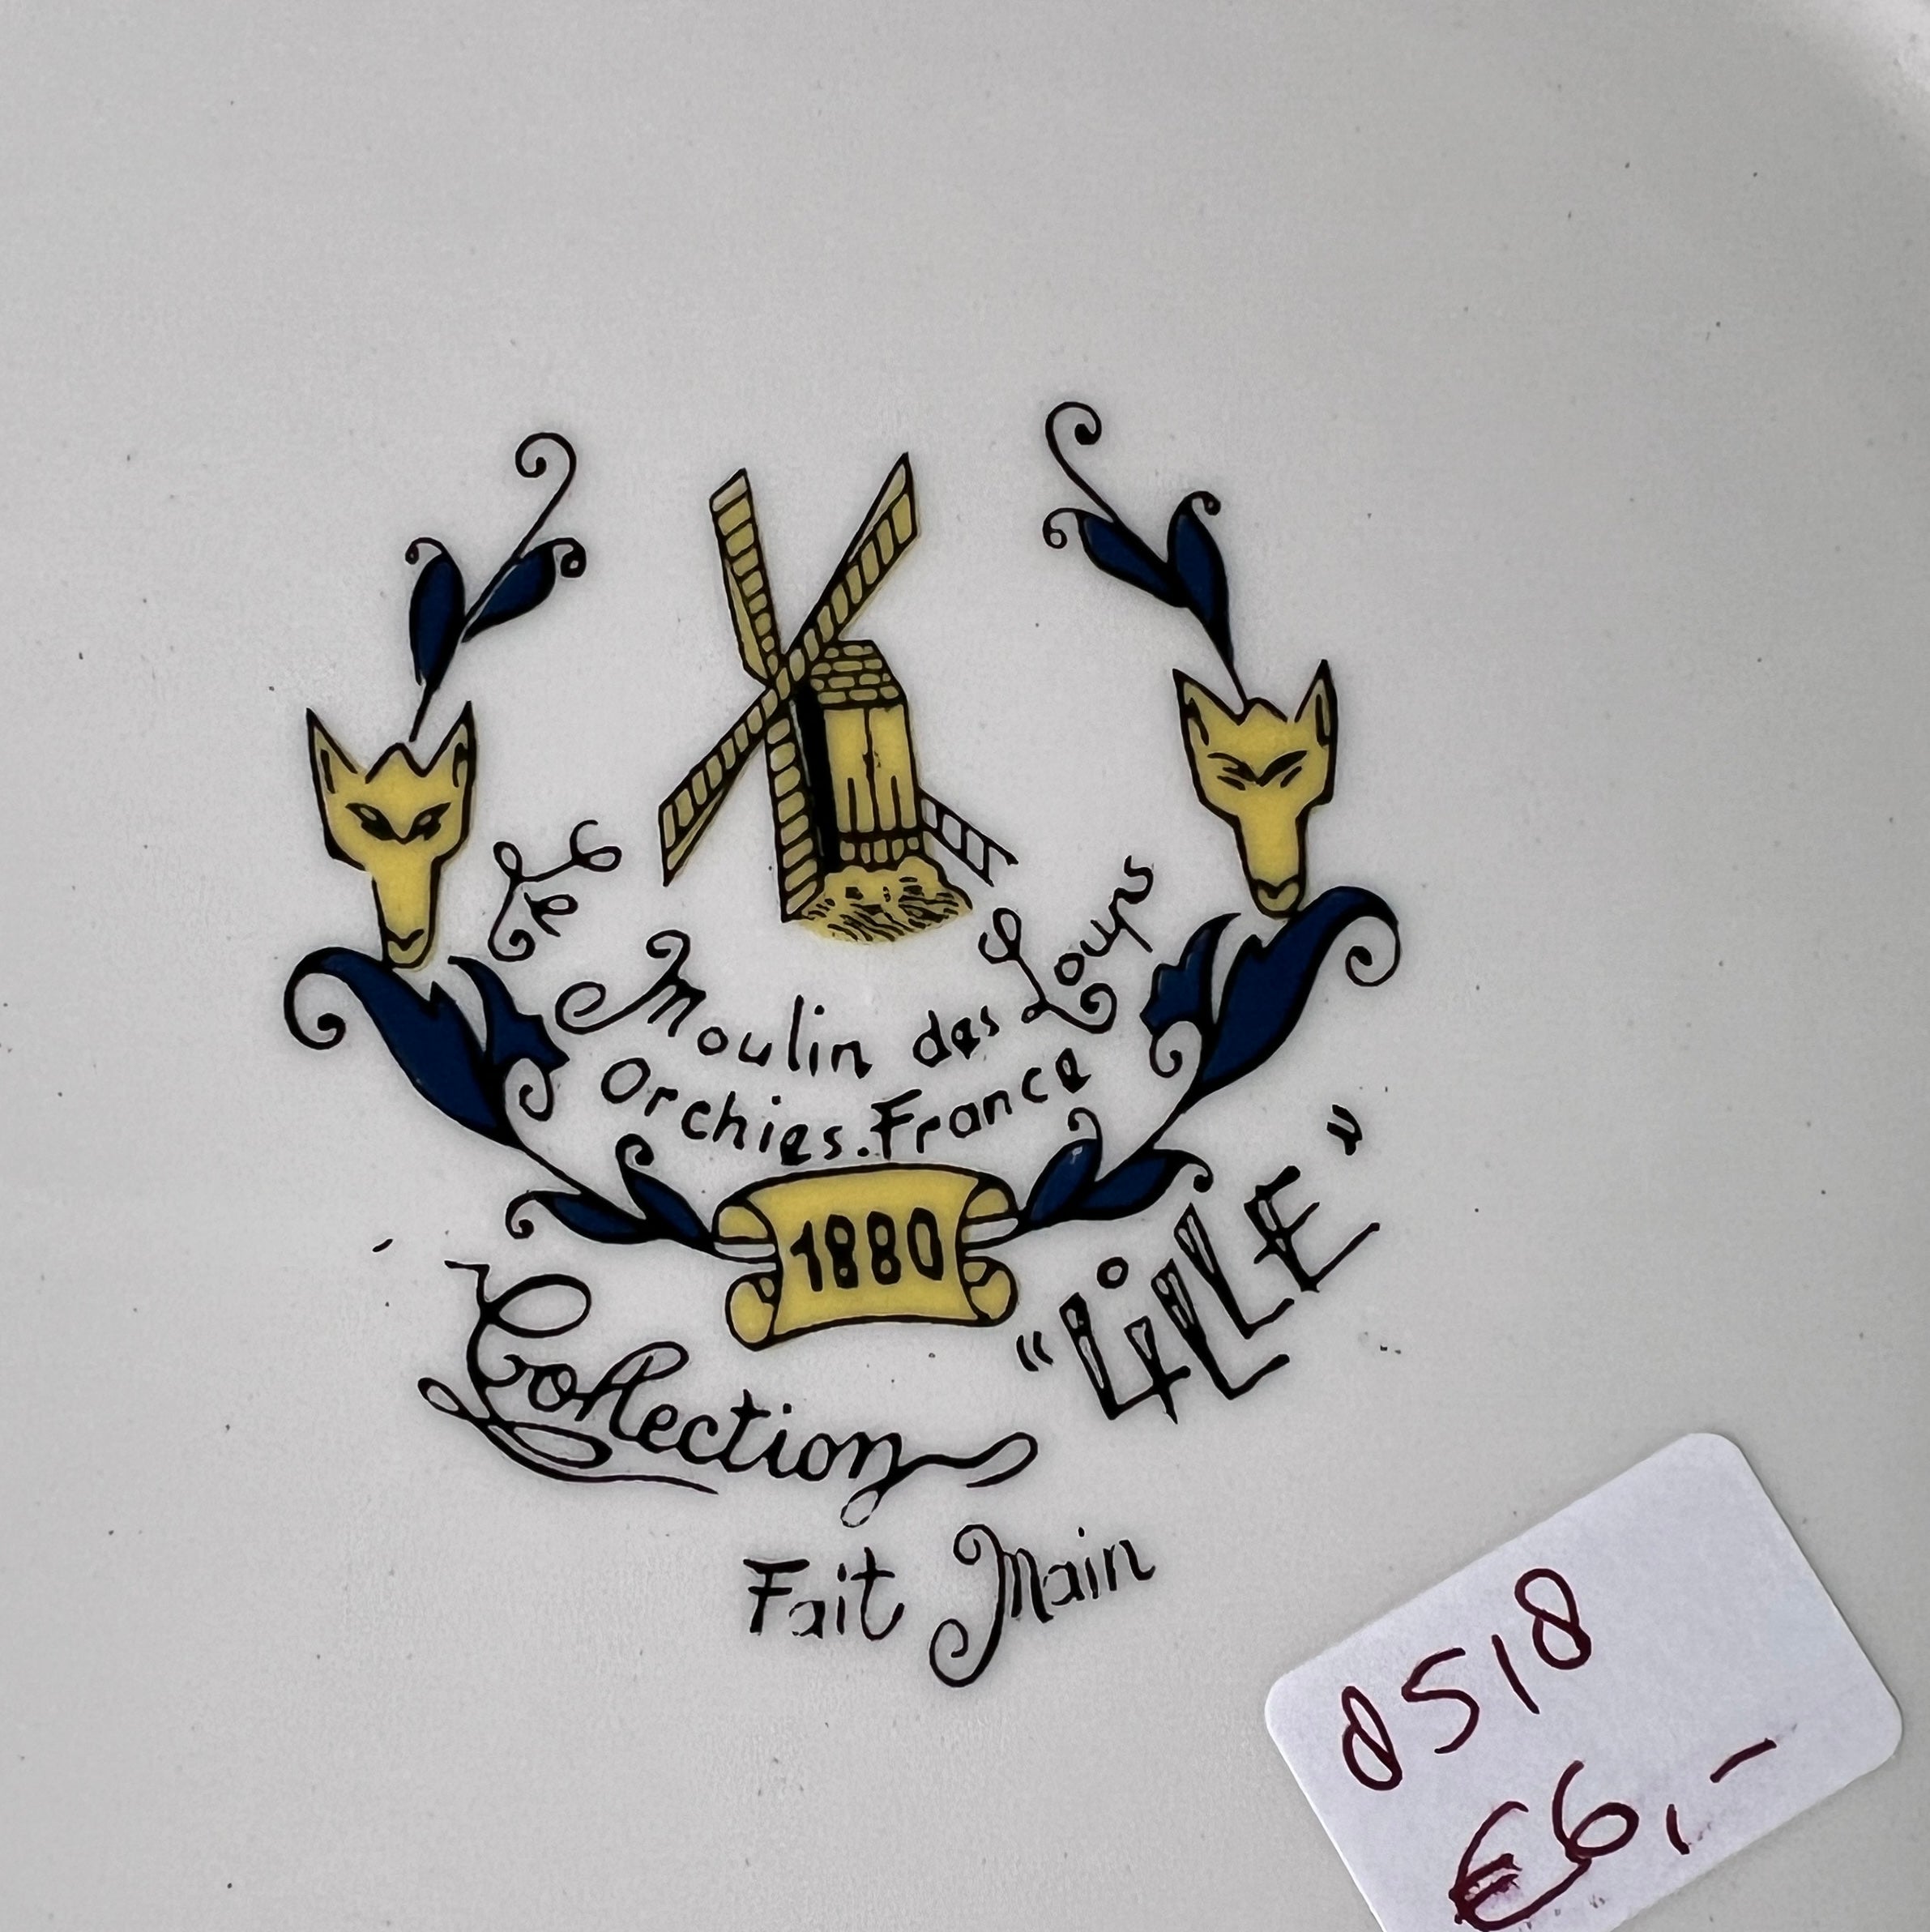 Le Moulin des Loups
Orchies. France
1880
Collection "LiLLE"
Fait Main
0518
€6,-